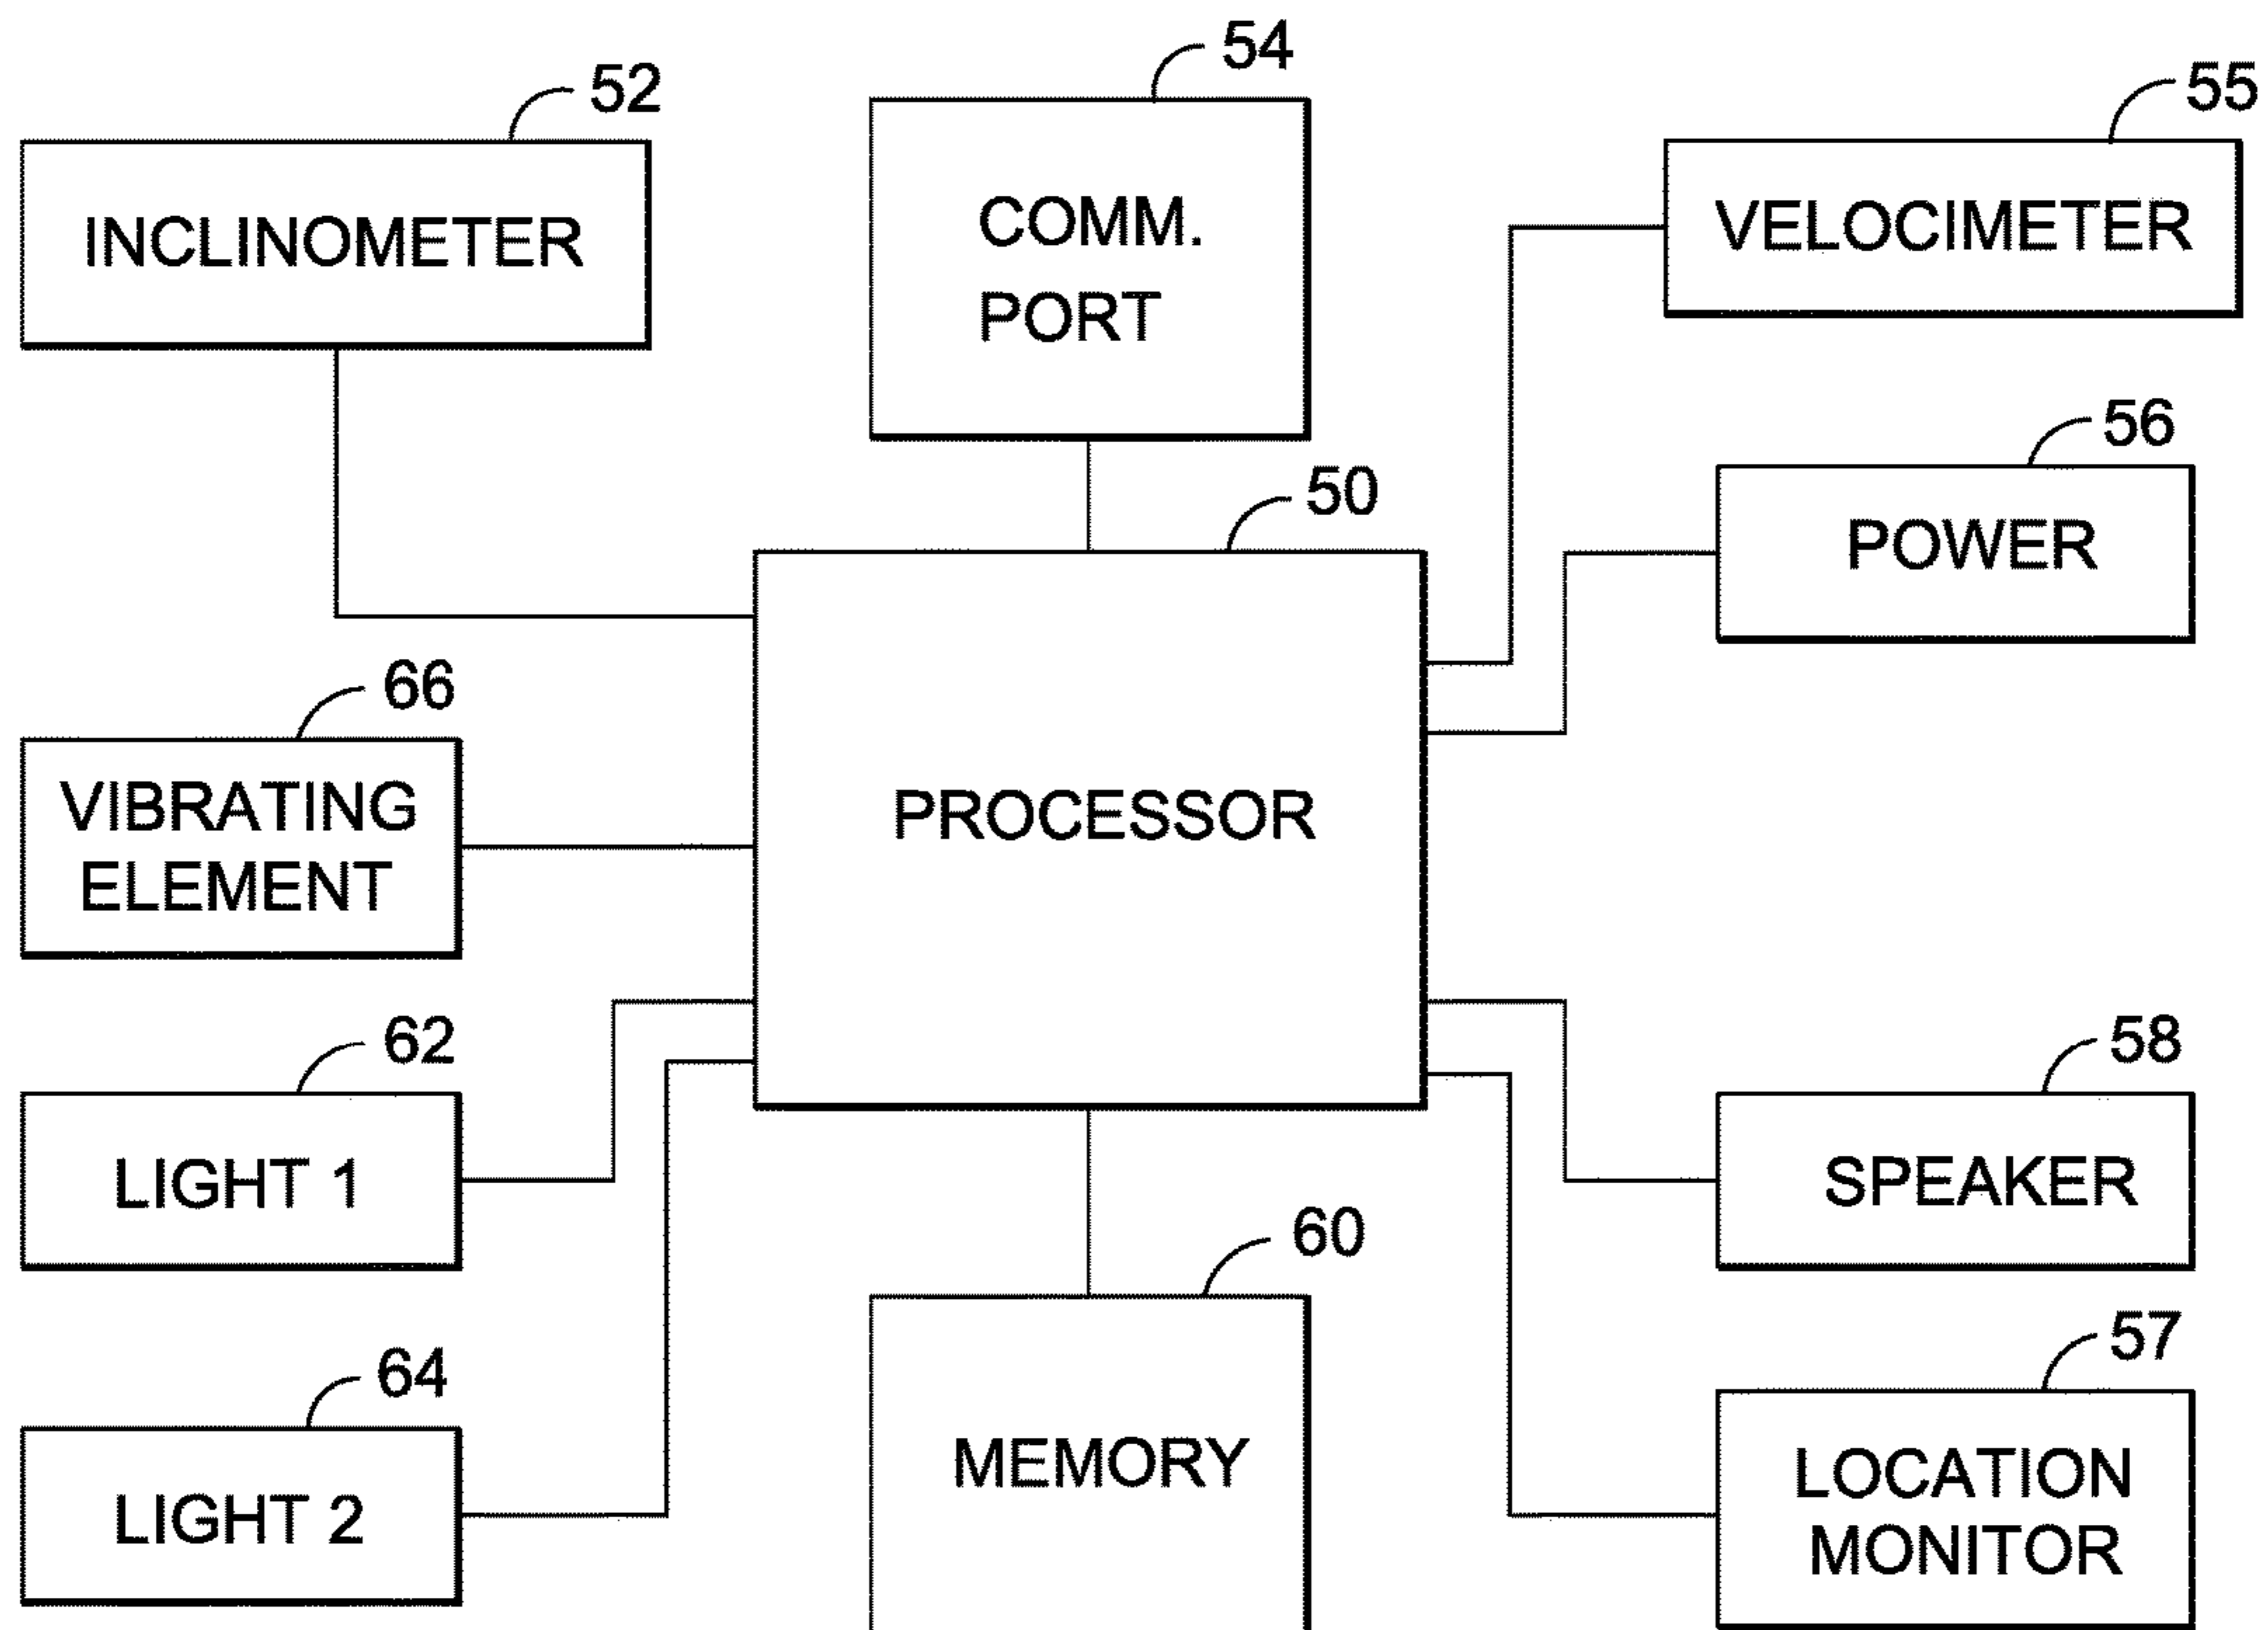 54
52
55
INCLINOMETER
COMM.
PORT
VELOCIMETER
56
50
POWER
66
VIBRATING
ELEMENT
PROCESSOR
62
58
LIGHT 1
SPEAKER
60
64
57
LIGHT 2
MEMORY
LOCATION
MONITOR